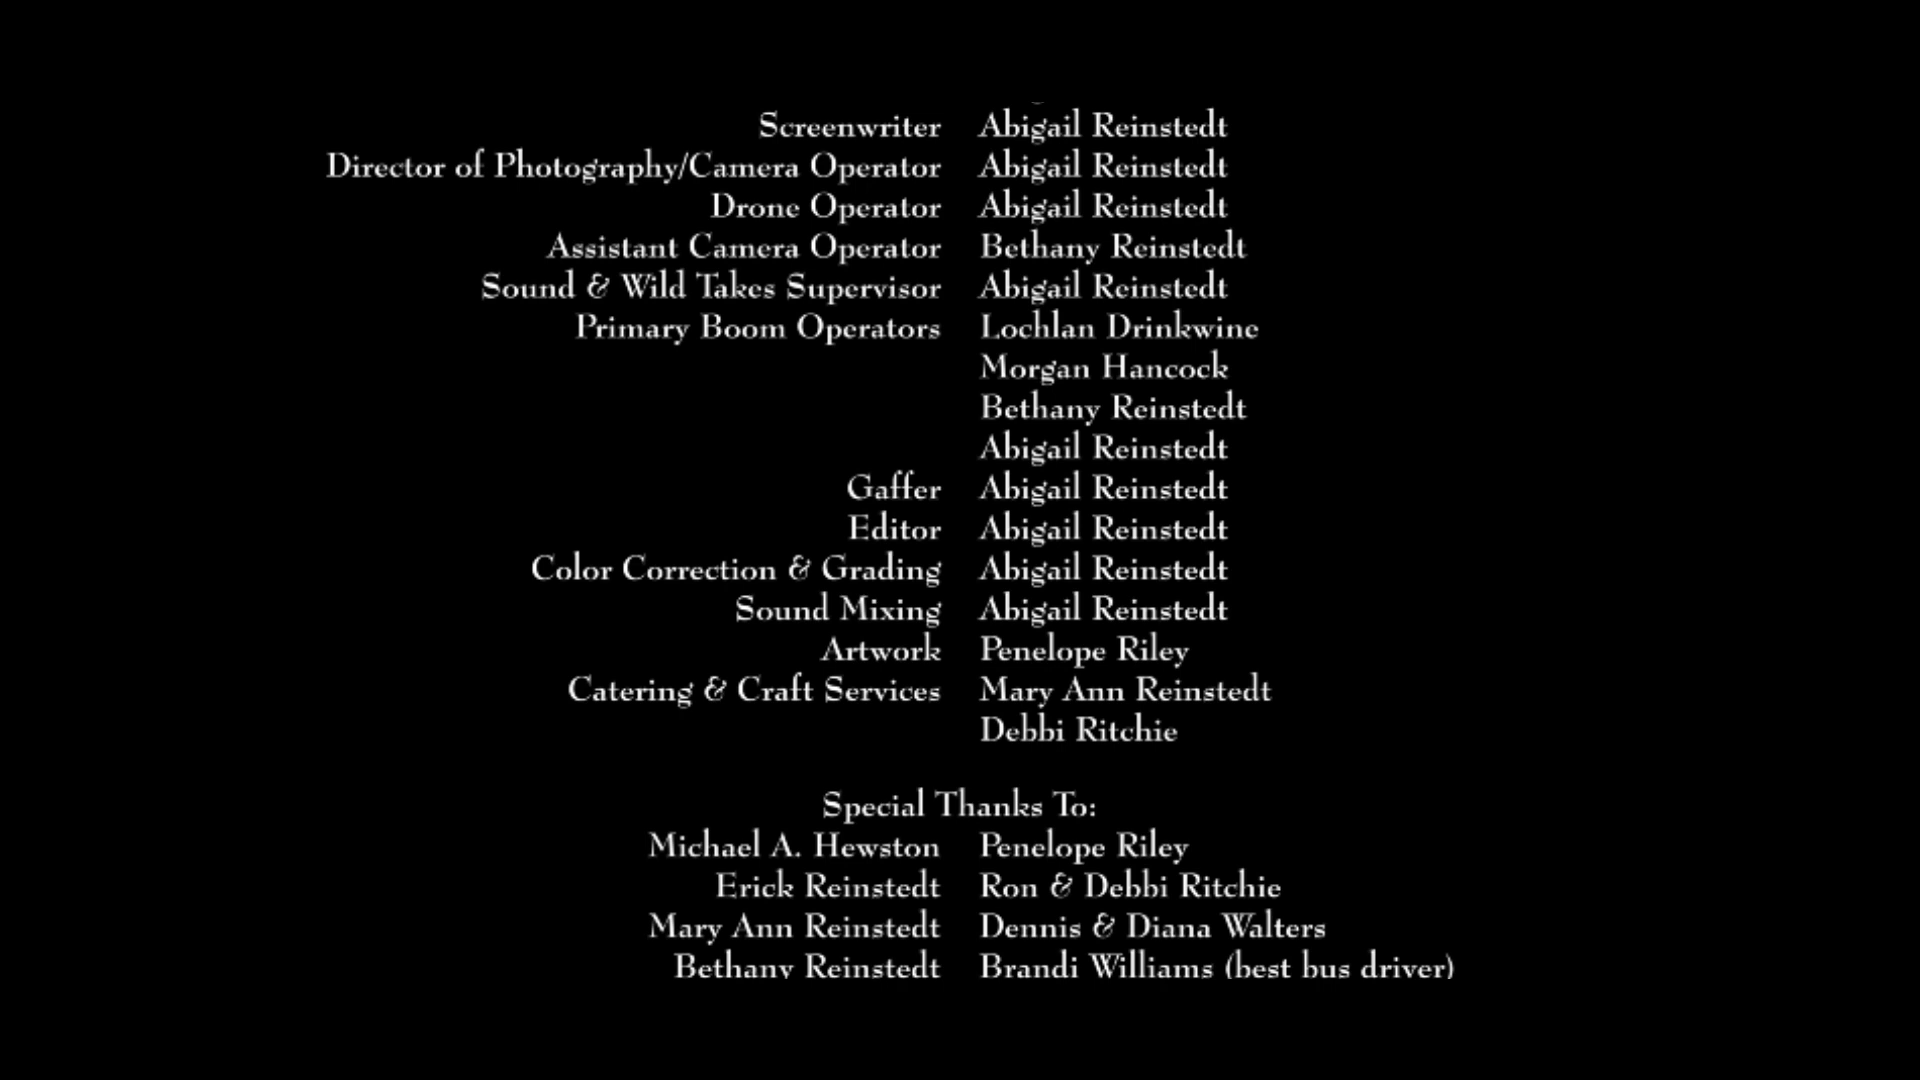 Screenwriter Abigail Reinstedt
Director of Photography/Camera Operator Abigail Reinstedt
Drone Operator Abigail Reinstedt
Assistant Camera Operator Bethany Reinstedt
Sound & Wild Takes Supervisor Abigail Reinstedt
Primary Boom Operators Lochlan Drinkwine
Morgan Hancock
Bethany Reinstedt
Abigail Reinstedt
Gaffer Abigail Reinstedt
Editor Abigail Reinstedt
Color Correction & Grading Abigail Reinstedt
Sound Mixing Abigail Reinstedt
Artwork Penelope Riley
Catering & Craft Services Mary Ann Reinstedt
Debbi Ritchie
Special Thanks To:
Michael A. Hewston Penelope Riley
Erick Reinstedt Ron & Debbi Ritchie
Mary Ann Reinstedt Dennis & Diana Walters
Bethany Reinstedt Brandi Williams (best bus driver)